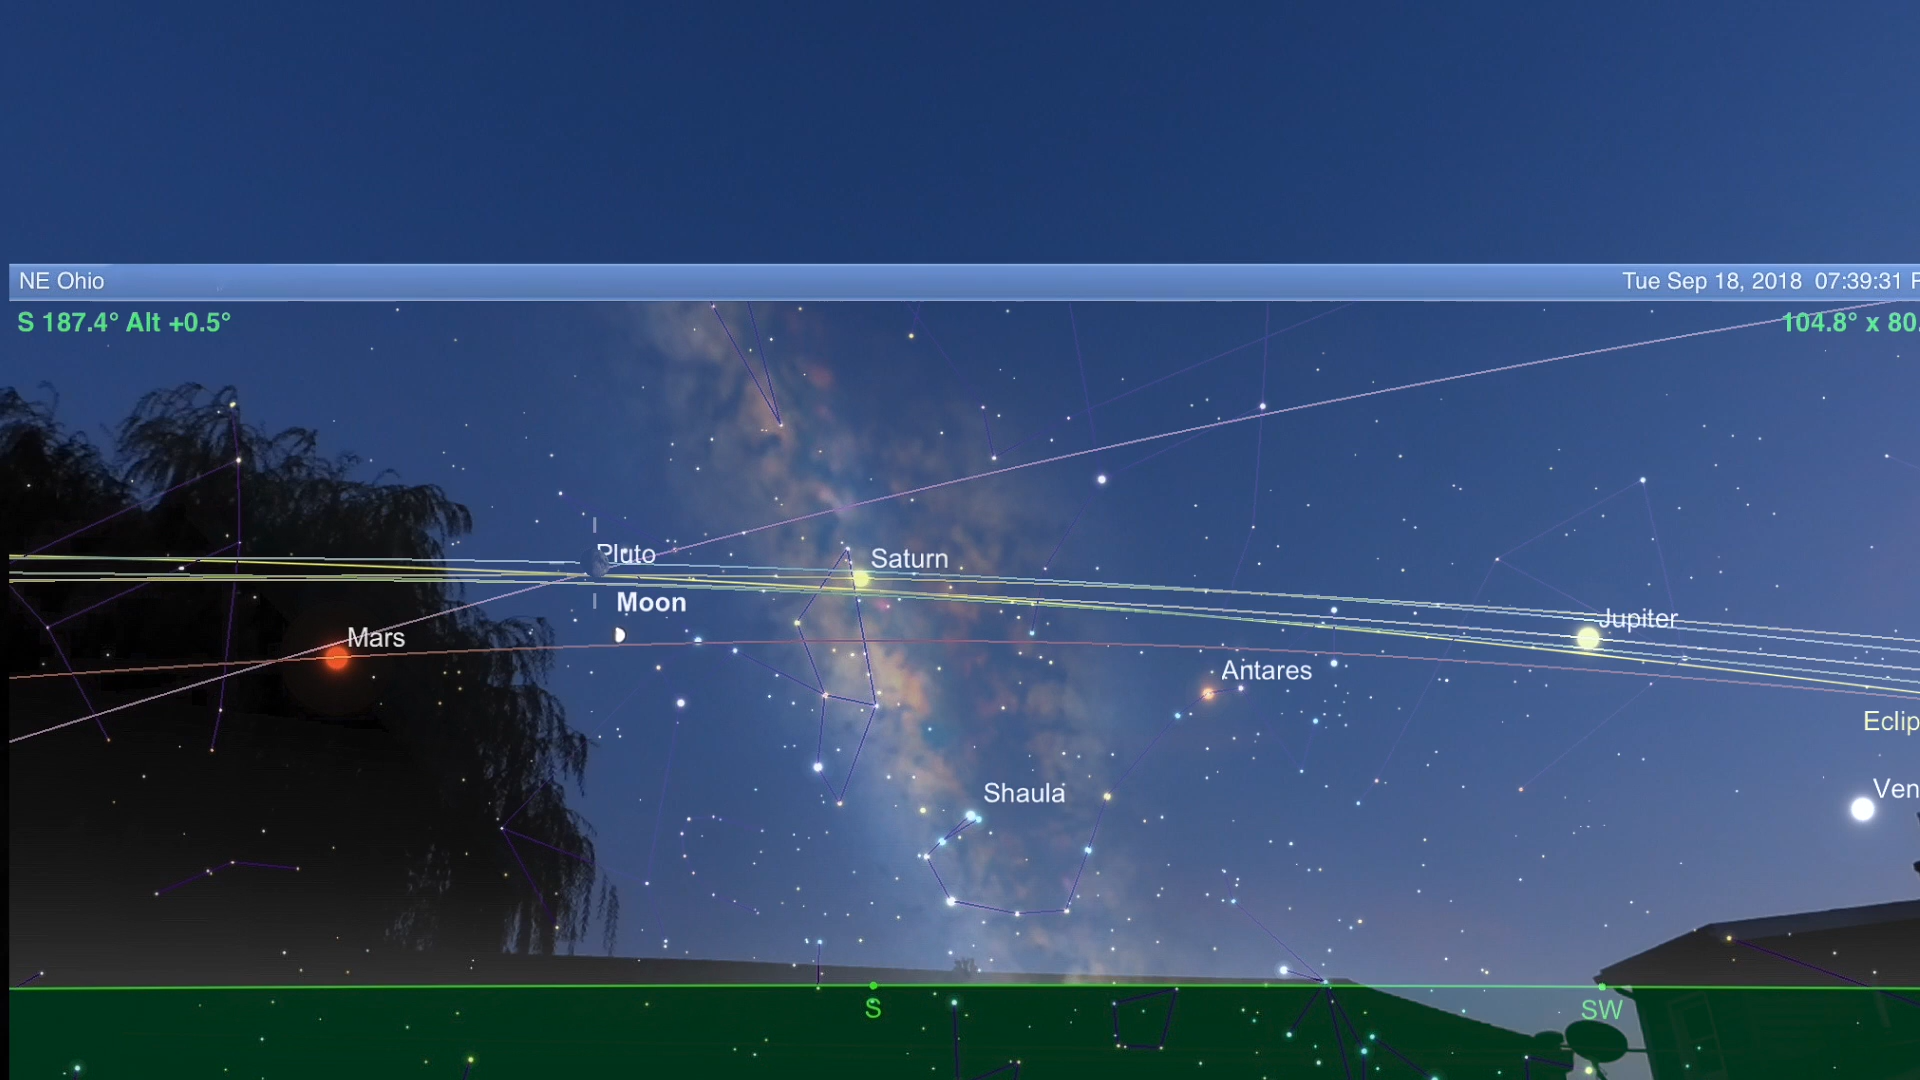 NE Ohio
Tue Sep 18, 2018 07:39:31
S 187.4° Alt +0.5°
104.8° x 80.
Pluto
Saturn
Moon
Jupiter
Mars
Antares
Eclip
Ven
Shaula
S
SW